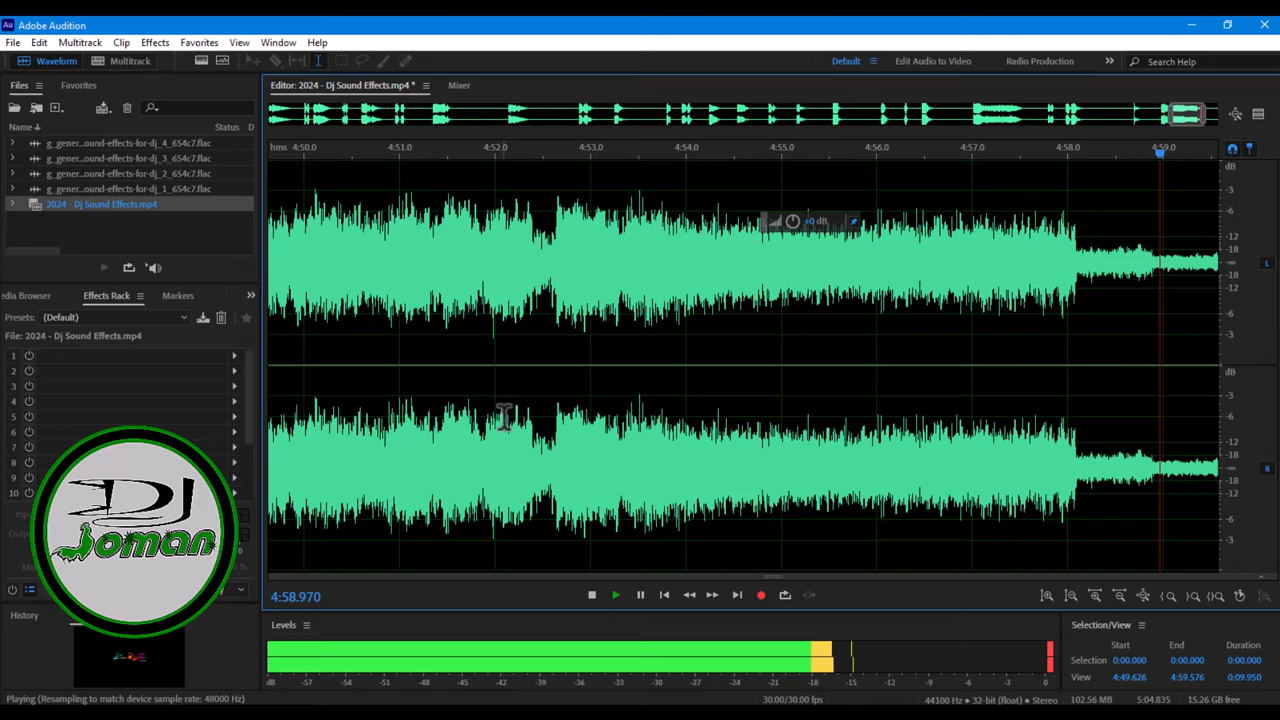 Au Adobe Audition
File Edit Multitrack Clip Effects Favorites View Window Help
Waveform Multitrack Default Edit Audio to Video Radio Production Search Help
Files Favorites
Editor: 2024 - Dj Sound Effects.mp4 * Mixer
Name Status D
g_gener...ound-effects-for-dj_4_654c7.flac
g_gener...ound-effects-for-dj_3_654c7.flac
g_gener...ound-effects-for-dj_2_654c7.flac
g_gener...ound-effects-for-dj_1_654c7.flac
2024 - Dj Sound Effects.mp4
hms 4:50.0 4:51.0 4:52.0 4:53.0 4:54.0 4:55.0 4:56.0 4:57.0 4:58.0 4:59.0
dB
-3
-6
-12
-18
-∞
-18
-12
-6
-3
L
+0 dB
dB
-3
-6
-12
-18
-∞
-18
-12
-6
-3
R
edia Browser Effects Rack Markers
Presets: (Default)
File: 2024 - Dj Sound Effects.mp4
1
2
3
4
5
6
7
8
9
10
DJ
Joman
History
4:58.970
Levels
dB -57 -54 -51 -48 -45 -42 -39 -36 -33 -30 -27 -24 -21 -18 -15 -12 -9 -6 -3 0
Selection/View
Start End Duration
Selection 0:00.000 0:00.000 0:00.000
View 4:49.626 4:59.576 0:09.950
Playing (Resampling to match device sample rate: 48000 Hz) 30.00/30.00 fps 44100 Hz • 32-bit (float) • Stereo 102.56 MB 5:04.835 15.26 GB free